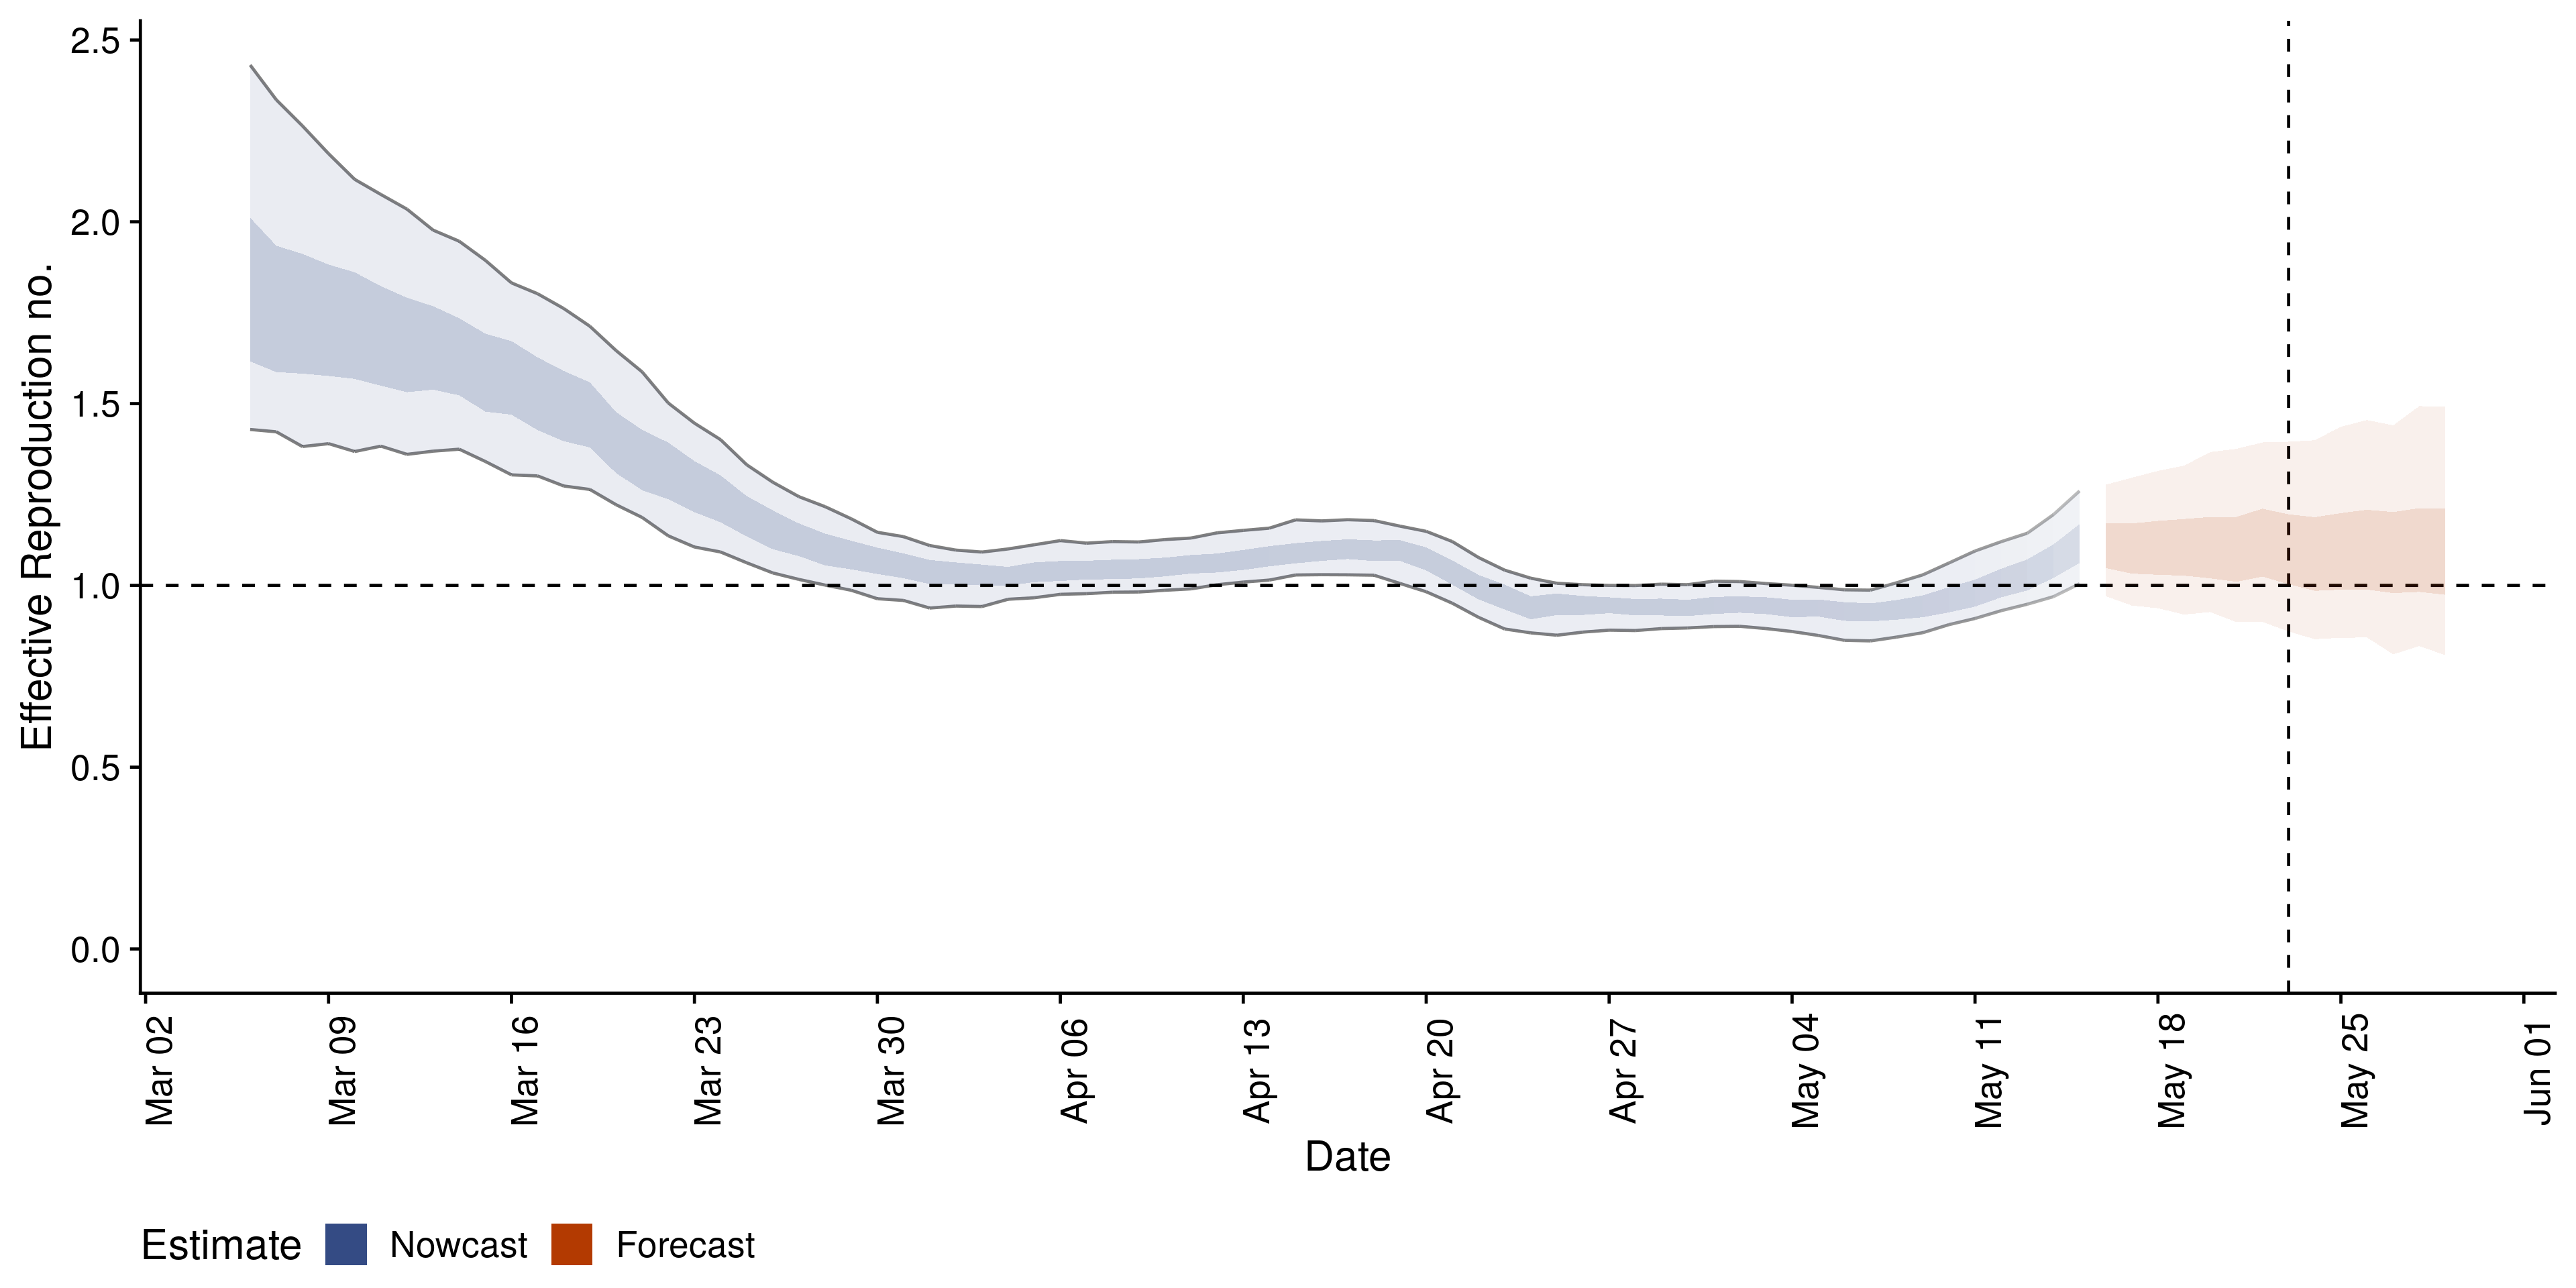 Effective Reproduction no.
2.5
2.0
1.5
1.0
0.5
0.0
Mar 02
Mar 09
Mar 16
Mar 23
Mar 30
Apr 06
Apr 13
Apr 20
Apr 27
May 04
May 11
May 18
May 25
Jun 01
Date
Estimate Nowcast Forecast